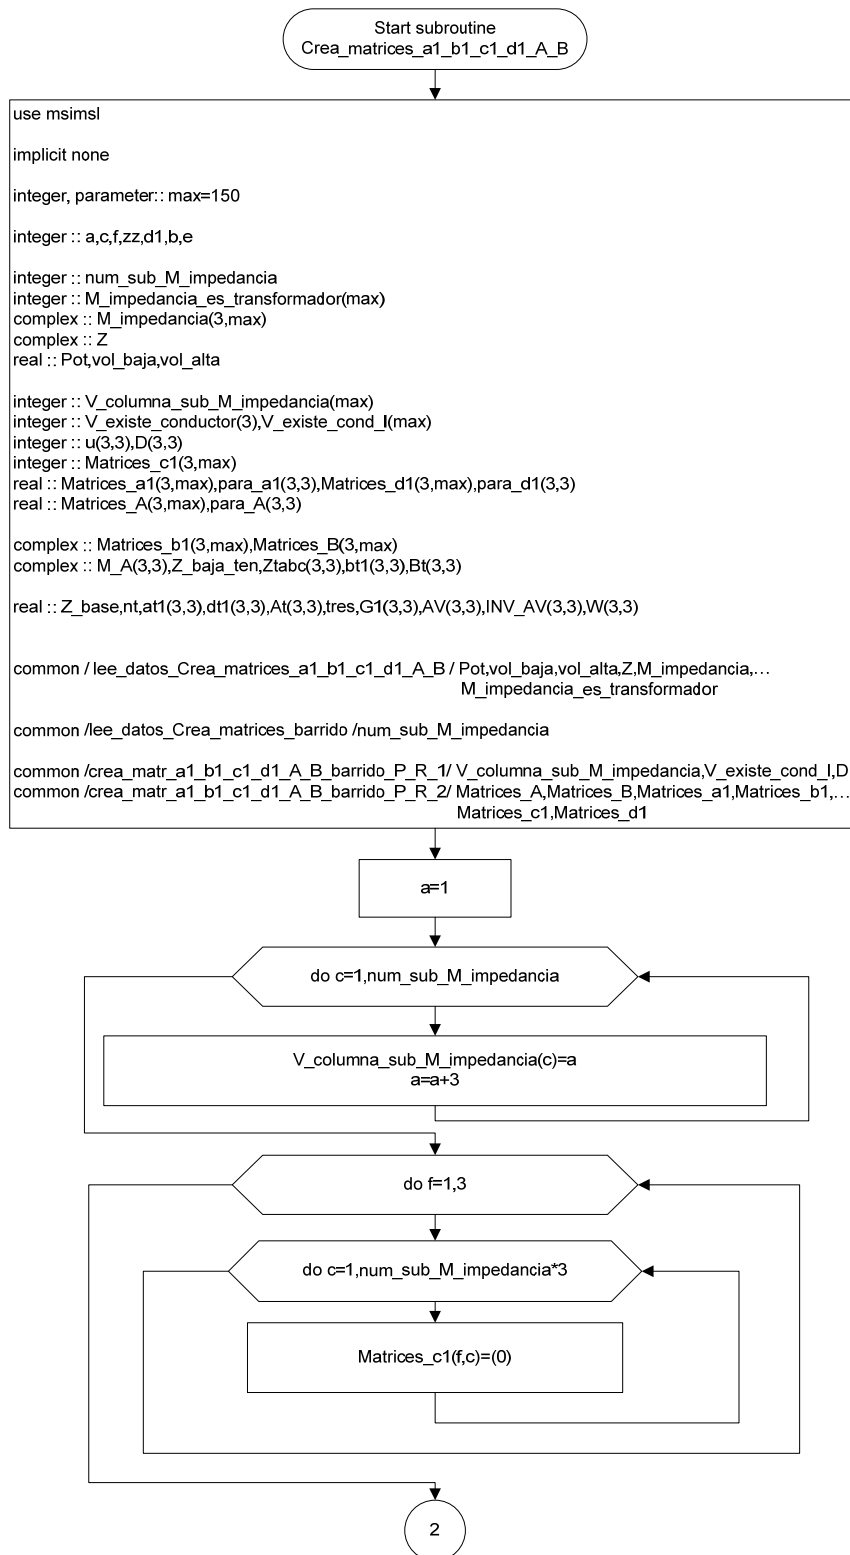 Start subroutine
Crea_matrices_a1_b1_c1_d1_A_B
use msimsl
implicit none
integer, parameter:: max=150
integer :: a,c,f,zz,d1,b,e
integer :: num_sub_M_impedancia
integer :: M_impedancia_es_transformador(max)
complex :: M_impedancia(3,max)
complex :: Z
real :: Pot,vol_baja,vol_alta
integer :: V_columna_sub_M_impedancia(max)
integer :: V_existe_conductor(3),V_existe_cond_I(max)
integer :: u(3,3),D(3,3)
integer :: Matrices_c1(3,max)
real :: Matrices_a1(3,max),para_a1(3,3),Matrices_d1(3,max),para_d1(3,3)
real :: Matrices_A(3,max),para_A(3,3)
complex :: Matrices_b1(3,max),Matrices_B(3,max)
complex :: M_A(3,3),Z_baja_ten,Ztabc(3,3),bt1(3,3),Bt(3,3)
real :: Z_base,nt,at1(3,3),dt1(3,3),At(3,3),tres,G1(3,3),AV(3,3),INV_AV(3,3),W(3,3)
common / lee_datos_Crea_matrices_a1_b1_c1_d1_A_B / Pot,vol_baja,vol_alta,Z,M_impedancia,…
M_impedancia_es_transformador
common /lee_datos_Crea_matrices_barrido /num_sub_M_impedancia
common /crea_matr_a1_b1_c1_d1_A_B_barrido_P_R_1/ V_columna_sub_M_impedancia,V_existe_cond_I,D
common /crea_matr_a1_b1_c1_d1_A_B_barrido_P_R_2/ Matrices_A,Matrices_B,Matrices_a1,Matrices_b1,…
Matrices_c1,Matrices_d1
a=1
do c=1,num_sub_M_impedancia
V_columna_sub_M_impedancia(c)=a
a=a+3
do f=1,3
do c=1,num_sub_M_impedancia*3
Matrices_c1(f,c)=(0)
2